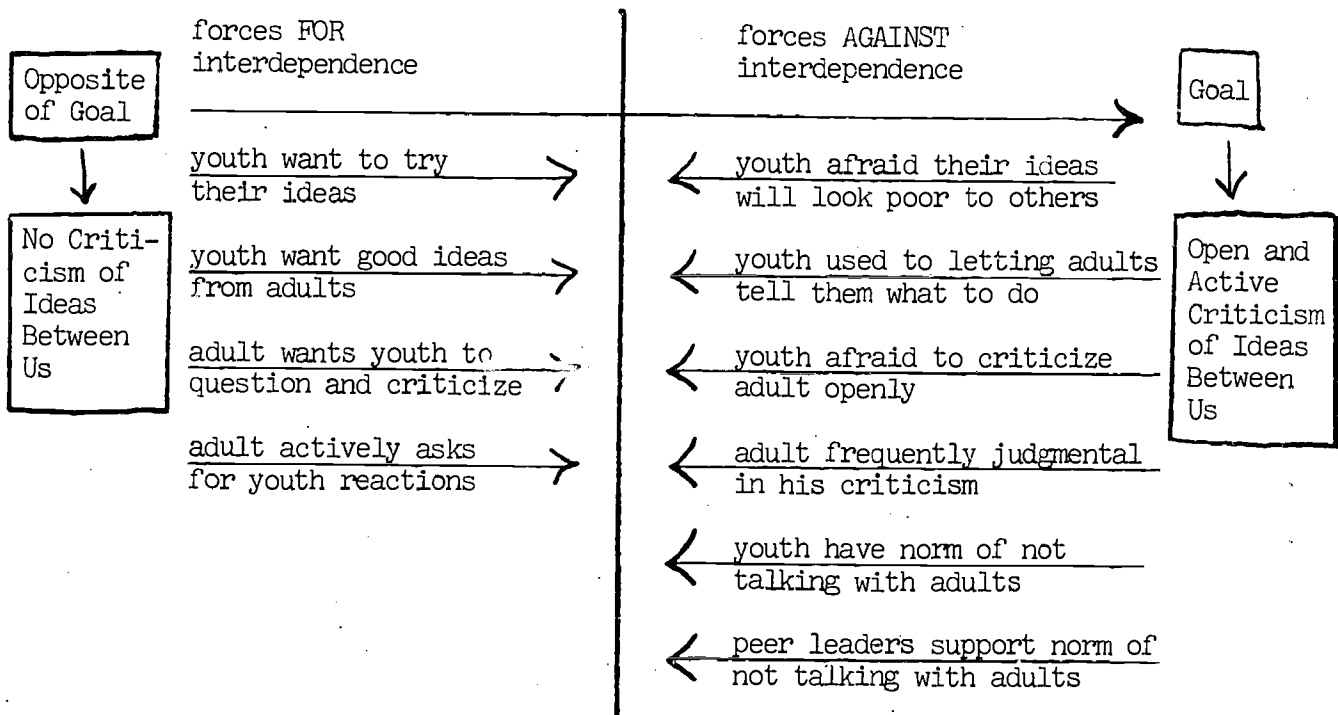 forces FOR
interdependence
forces AGAINST
interdependence
Opposite
of Goal
Goal
No Criti-
cism of
Ideas
Between
Us
youth want to try
their ideas
youth want good ideas
from adults
adult wants youth to
question and criticize
adult actively asks
for youth reactions
youth afraid their ideas
will look poor to others
youth used to letting adults
tell them what to do
youth afraid to criticize
adult openly
adult frequently judgmental
in his criticism
youth have norm of not
talking with adults
peer leaders support norm of
not talking with adults
Open and
Active
Criticism
of Ideas
Between
Us